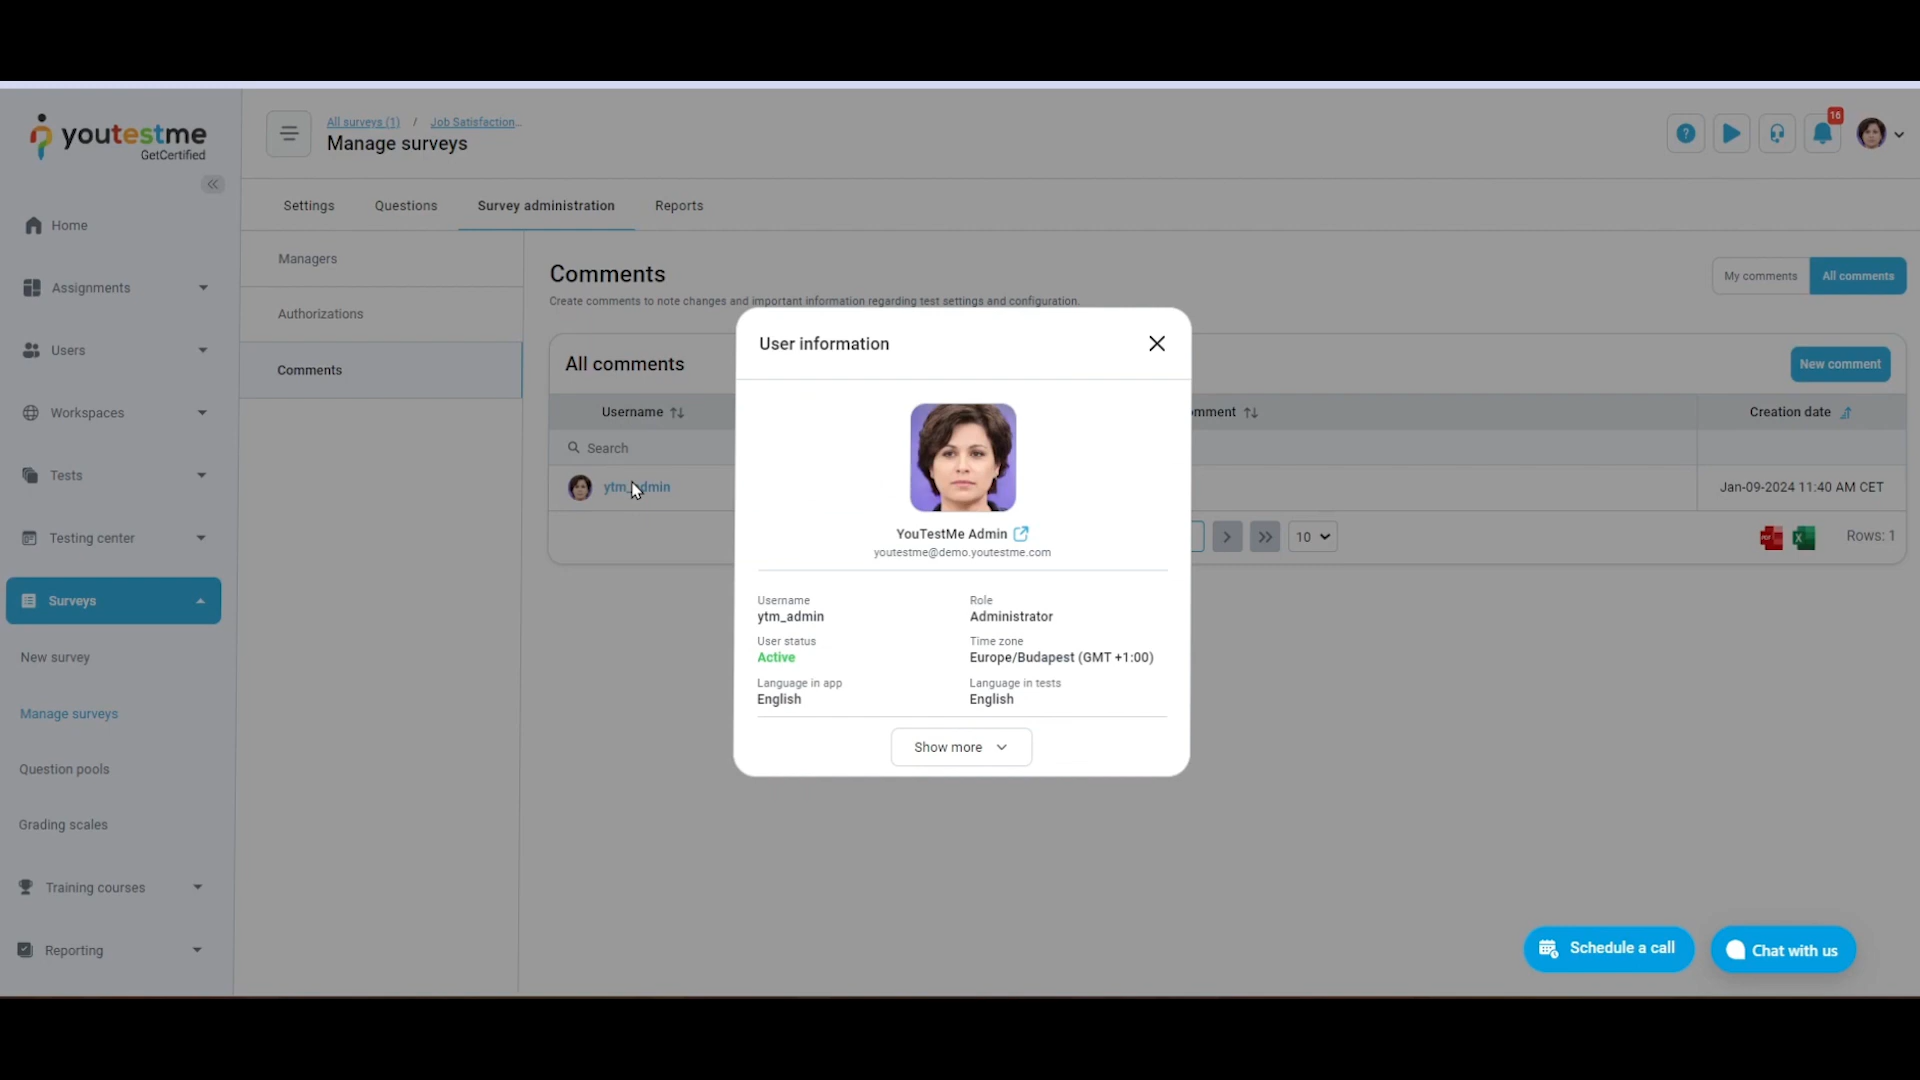 youtestme
GetCertified
All surveys (1) / Job Satisfaction...
Manage surveys
?
16
Home
Assignments
Users
Workspaces
Tests
Testing center
Surveys
New survey
Manage surveys
Question pools
Grading scales
Training courses
Reporting
Settings
Questions
Survey administration
Reports
Managers
Authorizations
Comments
Comments
Create comments to note changes and important information regarding test settings and configuration.
My comments
All comments
All comments
New comment
Username
mment
Creation date
Search
ytm_admin
Jan-09-2024 11:40 AM CET
10
PDF
X
Rows: 1
User information
YouTestMe Admin
youtestme@demo.youtestme.com
Username
ytm_admin
Role
Administrator
User status
Active
Time zone
Europe/Budapest (GMT +1:00)
Language in app
English
Language in tests
English
Show more
Schedule a call
Chat with us